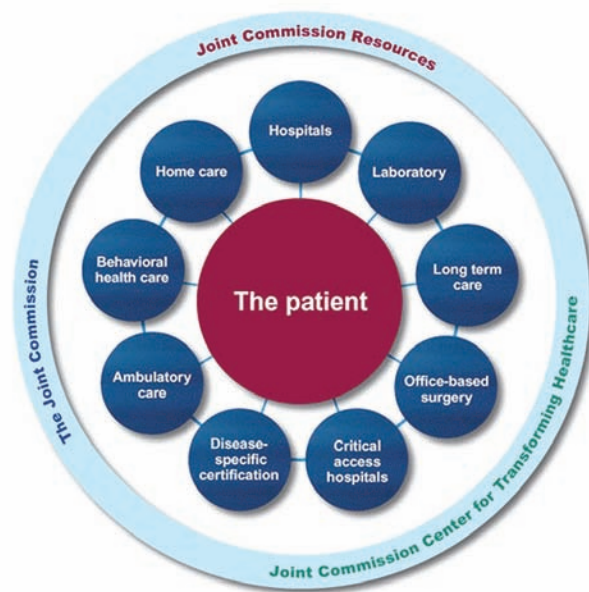 Joint Commission Resources
Hospitals
Laboratory
Long term
care
Office-based
surgery
Critical
access
hospitals
Disease-
specific
certification
Ambulatory
care
Behavioral
health care
Home care
The patient
The Joint Commission
Joint Commission Center for Transforming Healthcare